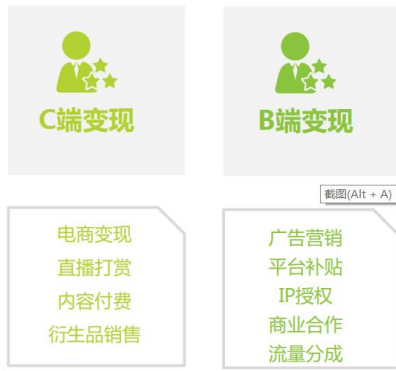 C端变现
B端变现
截图(Alt + A)
电商变现
直播打赏
内容付费
衍生品销售
广告营销
平台补贴
IP授权
商业合作
流量分成